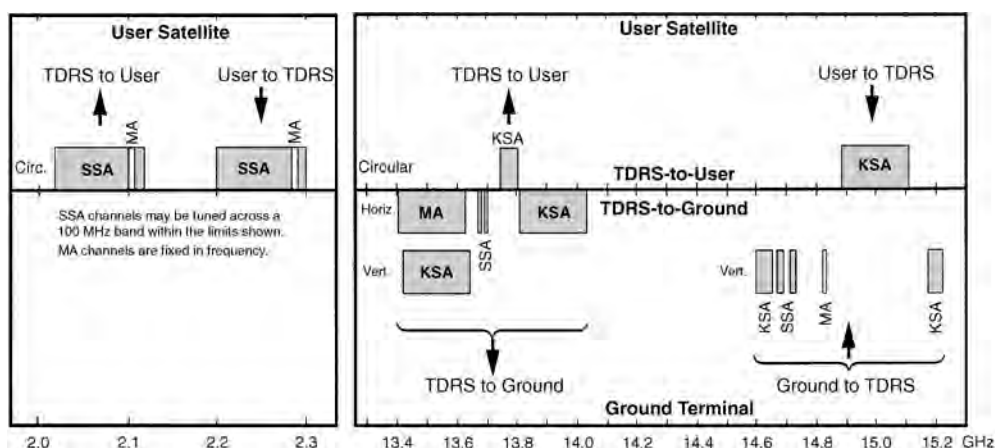 User Satellite
TDRS to User
User to TDRS
MA
MA
Circ.
SSA
SSA
SSA channels may be tuned across a
100 MHz band within the limits shown.
MA channels are fixed in frequency.
2.0
2.1
2.2
2.3
User Satellite
TDRS to User
User to TDRS
KSA
KSA
Circular
TDRS-to-User
TDRS-to-Ground
Horiz.
MA
SSA
KSA
Vert.
KSA
Vert.
KSA
SSA
MA
KSA
TDRS to Ground
Ground to TDRS
Ground Terminal
13.4
13.6
13.8
14.0
14.2
14.4
14.6
14.8
15.0
15.2 GHz